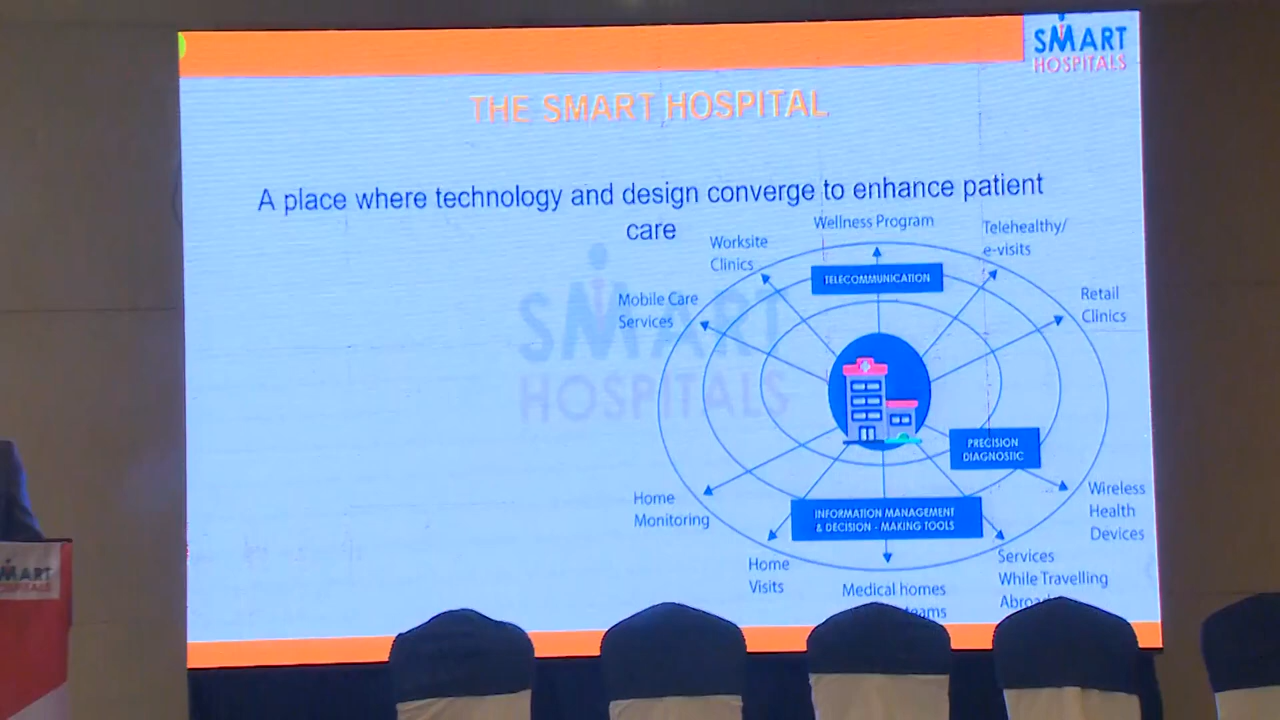 SMART
HOSPITALS
THE SMART HOSPITAL
A place where technology and design converge to enhance patient
care
Wellness Program
Telehealthy/
e-visits
Worksite
Clinics
TELECOMMUNICATION
Mobile Care
Services
Retail
Clinics
SMART
HOSPITALS
PRECISION
DIAGNOSTIC
Home
Monitoring
INFORMATION MANAGEMENT
& DECISION - MAKING TOOLS
Wireless
Health
Devices
Home
Visits
Medical homes
Services
While Travelling